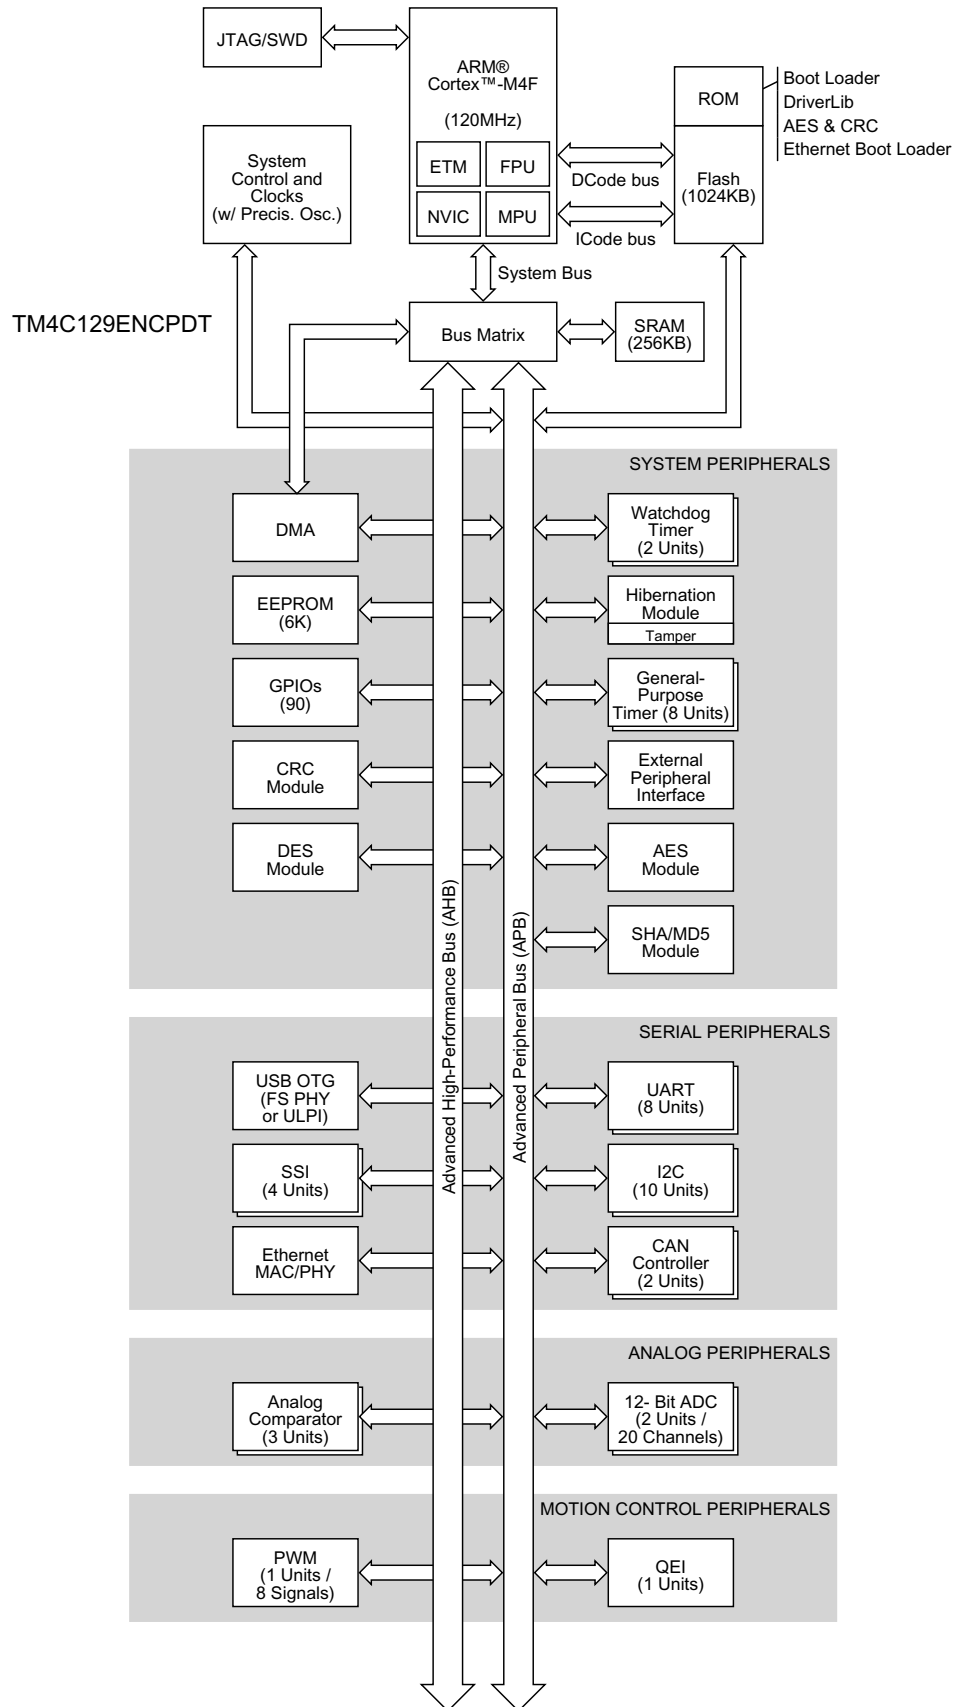 JTAG/SWD
ARM®
Cortex™-M4F
(120MHz)
ETM
FPU
NVIC
MPU
ROM
Flash
(1024KB)
Boot Loader
DriverLib
AES & CRC
Ethernet Boot Loader
System
Control and
Clocks
(w/ Precis. Osc.)
DCode bus
ICode bus
System Bus
TM4C129ENCPDT
Bus Matrix
SRAM
(256KB)
SYSTEM PERIPHERALS
DMA
Watchdog
Timer
(2 Units)
EEPROM
(6K)
Hibernation
Module
Tamper
GPIOs
(90)
General-
Purpose
Timer (8 Units)
CRC
Module
External
Peripheral
Interface
DES
Module
AES
Module
SHA/MD5
Module
Advanced High-Performance Bus (AHB)
Advanced Peripheral Bus (APB)
SERIAL PERIPHERALS
USB OTG
(FS PHY
or ULPI)
UART
(8 Units)
SSI
(4 Units)
I2C
(10 Units)
Ethernet
MAC/PHY
CAN
Controller
(2 Units)
ANALOG PERIPHERALS
Analog
Comparator
(3 Units)
12- Bit ADC
(2 Units /
20 Channels)
MOTION CONTROL PERIPHERALS
PWM
(1 Units /
8 Signals)
QEI
(1 Units)